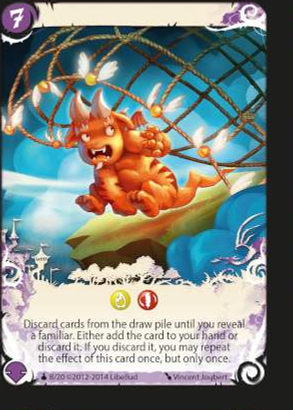 7
Discard cards from the draw pile until you reveal
a familiar. Either add the card to your hand or
discard it. If you discard it, you may repeat
the effect of this card once, but only once.
8/20 ©2012-2014 Libellud
Vincent Joubert